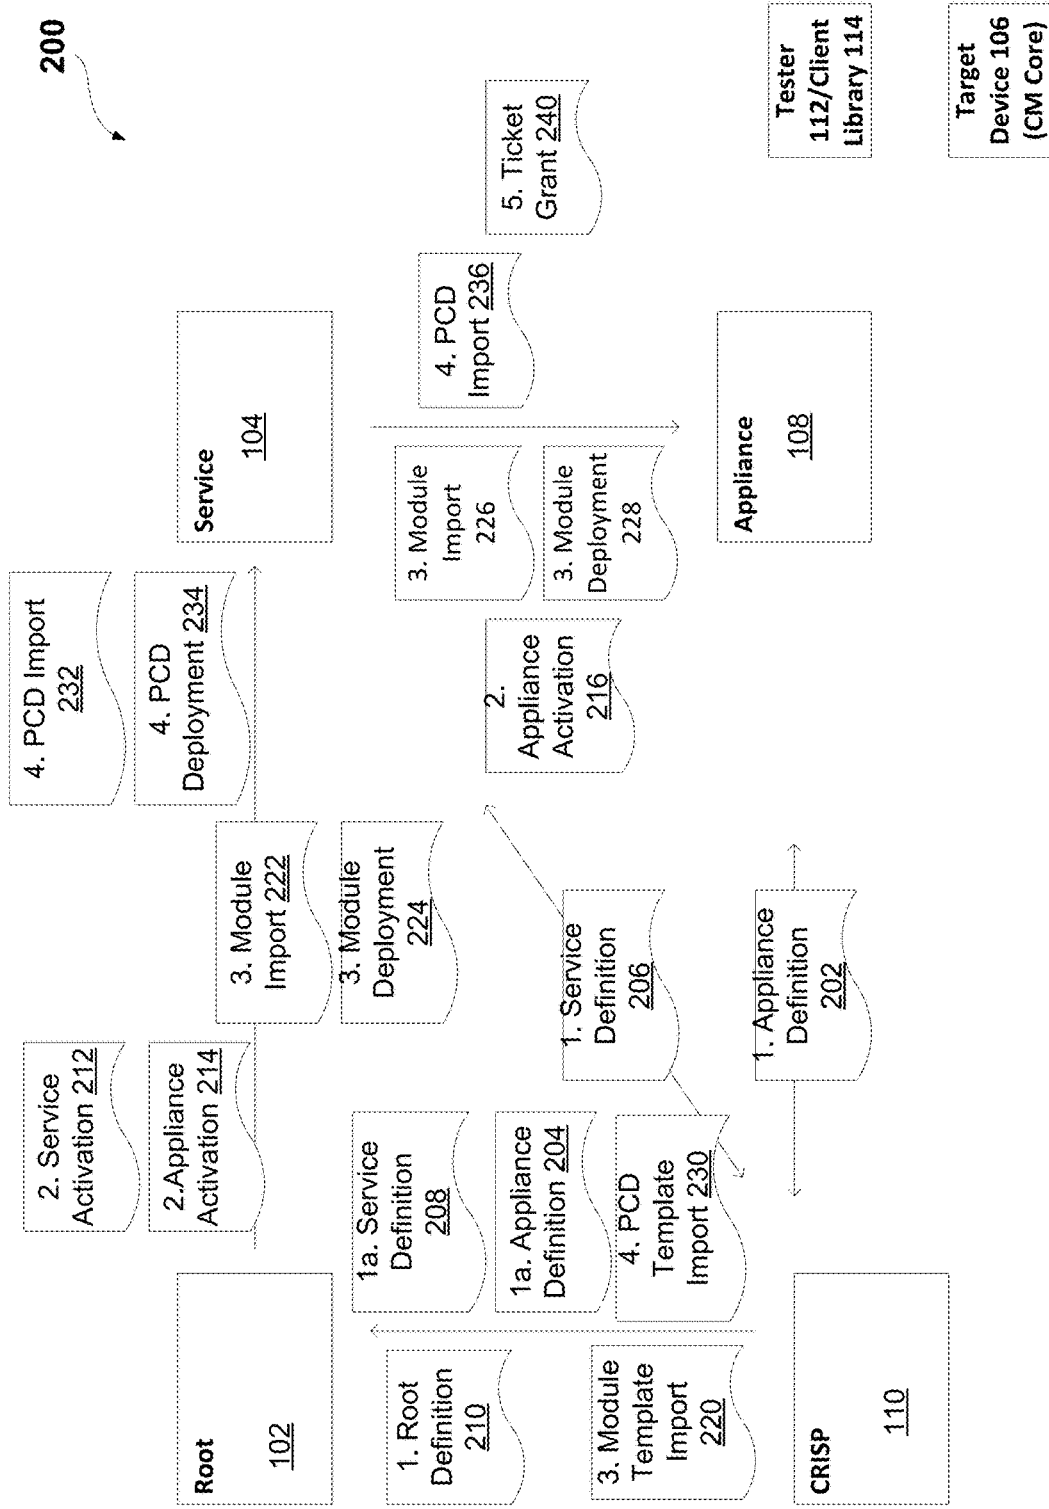 200
Root
102
2. Service
Activation 212
2.Appliance
Activation 214
3. Module
Import 222
3. Module
Deployment
224
4. PCD Import
232
4. PCD
Deployment 234
Service
104
1. Root
Definition
210
1a. Service
Definition
208
1a. Appliance
Definition 204
3. Module
Template
Import
220
4. PCD
Template
Import 230
1. Service
Definition
206
1. Appliance
Definition
202
2.
Appliance
Activation
216
3. Module
Import
226
3. Module
Deployment
228
4. PCD
Import 236
5. Ticket
Grant 240
CRISP
110
Appliance
108
Tester
112/Client
Library 114
Target
Device 106
(CM Core)